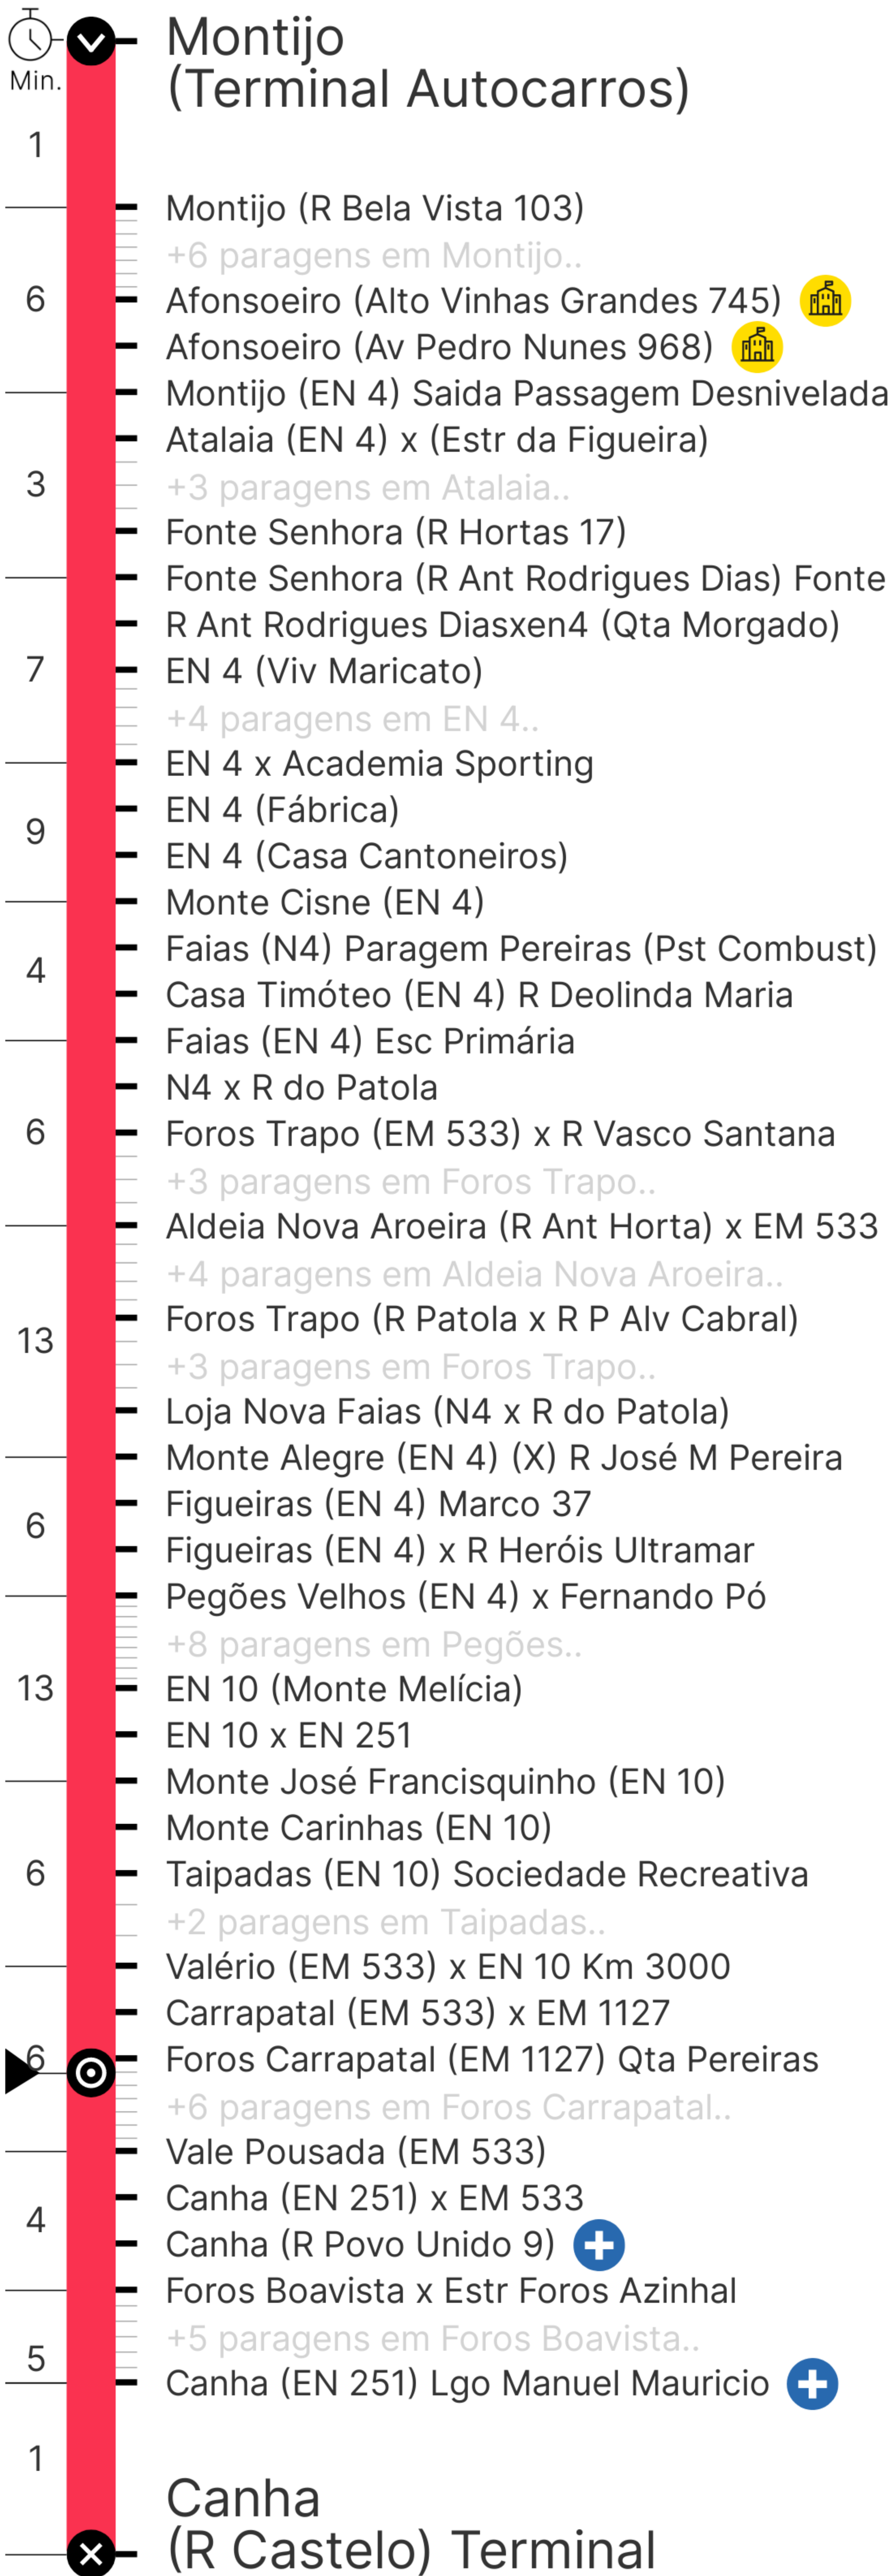 Montijo
Min.
(Terminal Autocarros)
1
Montijo (R Bela Vista 103)
+6 paragens em Montijo..
6
Afonsoeiro (Alto Vinhas Grandes 745)
Afonsoeiro (Av Pedro Nunes 968)
Montijo (EN 4) Saida Passagem Desnivelada
Atalaia (EN 4) x (Estr da Figueira)
3
+3 paragens em Atalaia..
Fonte Senhora (R Hortas 17)
Fonte Senhora (R Ant Rodrigues Dias) Fonte
R Ant Rodrigues Diasxen4 (Qta Morgado)
7
EN 4 (Viv Maricato)
+4 paragens em EN 4..
EN 4 x Academia Sporting
EN 4 (Fábrica)
9
EN 4 (Casa Cantoneiros)
Monte Cisne (EN 4)
Faias (N4) Paragem Pereiras (Pst Combust)
4
Casa Timóteo (EN 4) R Deolinda Maria
Faias (EN 4) Esc Primária
N4 x R do Patola
6
Foros Trapo (EM 533) x R Vasco Santana
+3 paragens em Foros Trapo..
Aldeia Nova Aroeira (R Ant Horta) x EM 533
+4 paragens em Aldeia Nova Aroeira..
Foros Trapo (R Patola x R P Alv Cabral)
13
+3 paragens em Foros Trapo..
Loja Nova Faias (N4 x R do Patola)
Monte Alegre (EN 4) (X) R José M Pereira
Figueiras (EN 4) Marco 37
6
Figueiras (EN 4) x R Heróis Ultramar
Pegões Velhos (EN 4) x Fernando Pó
+8 paragens em Pegões..
13
EN 10 (Monte Melícia)
EN 10 x EN 251
Monte José Francisquinho (EN 10)
Monte Carinhas (EN 10)
6
Taipadas (EN 10) Sociedade Recreativa
+2 paragens em Taipadas..
Valério (EM 533) x EN 10 Km 3000
Carrapatal (EM 533) x EM 1127
6
Foros Carrapatal (EM 1127) Qta Pereiras
+6 paragens em Foros Carrapatal..
Vale Pousada (EM 533)
Canha (EN 251) x EM 533
4
Canha (R Povo Unido 9)
Foros Boavista x Estr Foros Azinhal
+5 paragens em Foros Boavista..
5
Canha (EN 251) Lgo Manuel Mauricio
1
Canha
(R Castelo) Terminal